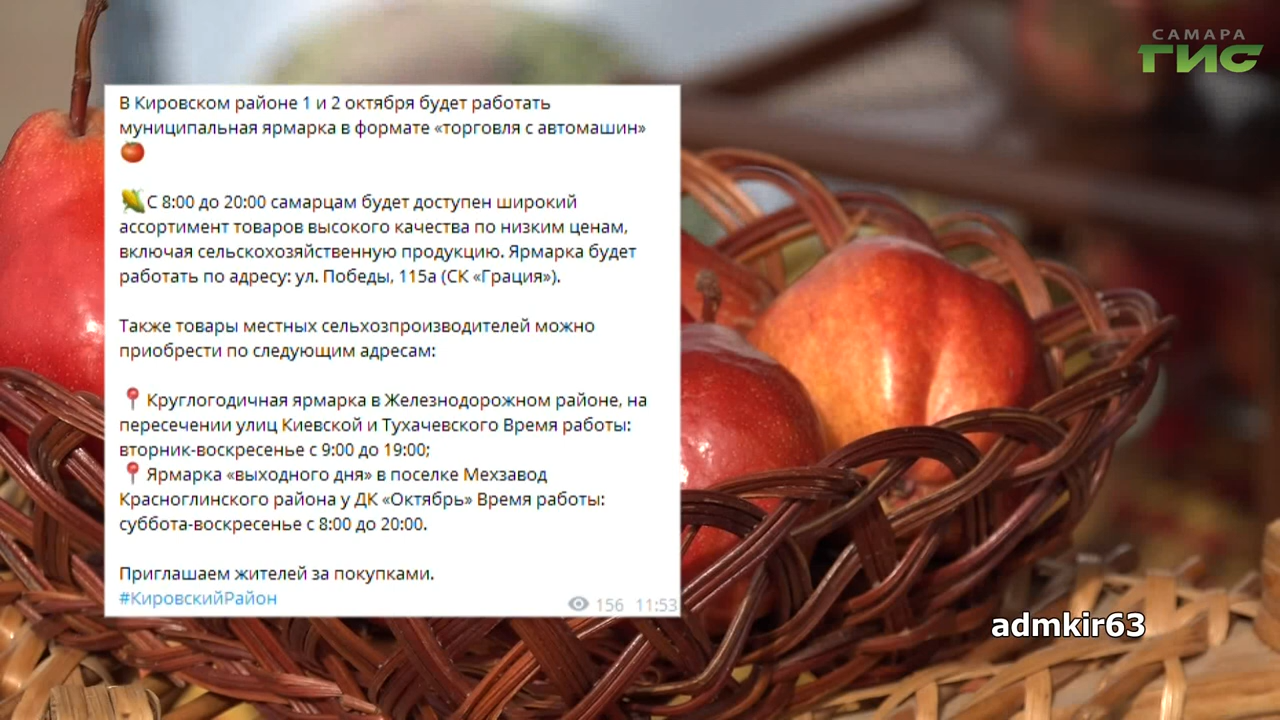 САМАРА
ГИС
В Кировском районе 1 и 2 октября будет работать
муниципальная ярмарка в формате «торговля с автомашин»
С 8:00 до 20:00 самарцам будет доступен широкий
ассортимент товаров высокого качества по низким ценам,
включая сельскохозяйственную продукцию. Ярмарка будет
работать по адресу: ул. Победы, 115а (СК «Грация»).
Также товары местных сельхозпроизводителей можно
приобрести по следующим адресам:
Круглогодичная ярмарка в Железнодорожном районе, на
пересечении улиц Киевской и Тухачевского Время работы:
вторник-воскресенье с 9:00 до 19:00;
Ярмарка «выходного дня» в поселке Мехзавод
Красноглинского района у ДК «Октябрь» Время работы:
суббота-воскресенье с 8:00 до 20:00.
Приглашаем жителей за покупками.
#КировскийРайон
156 11:53
admkir63